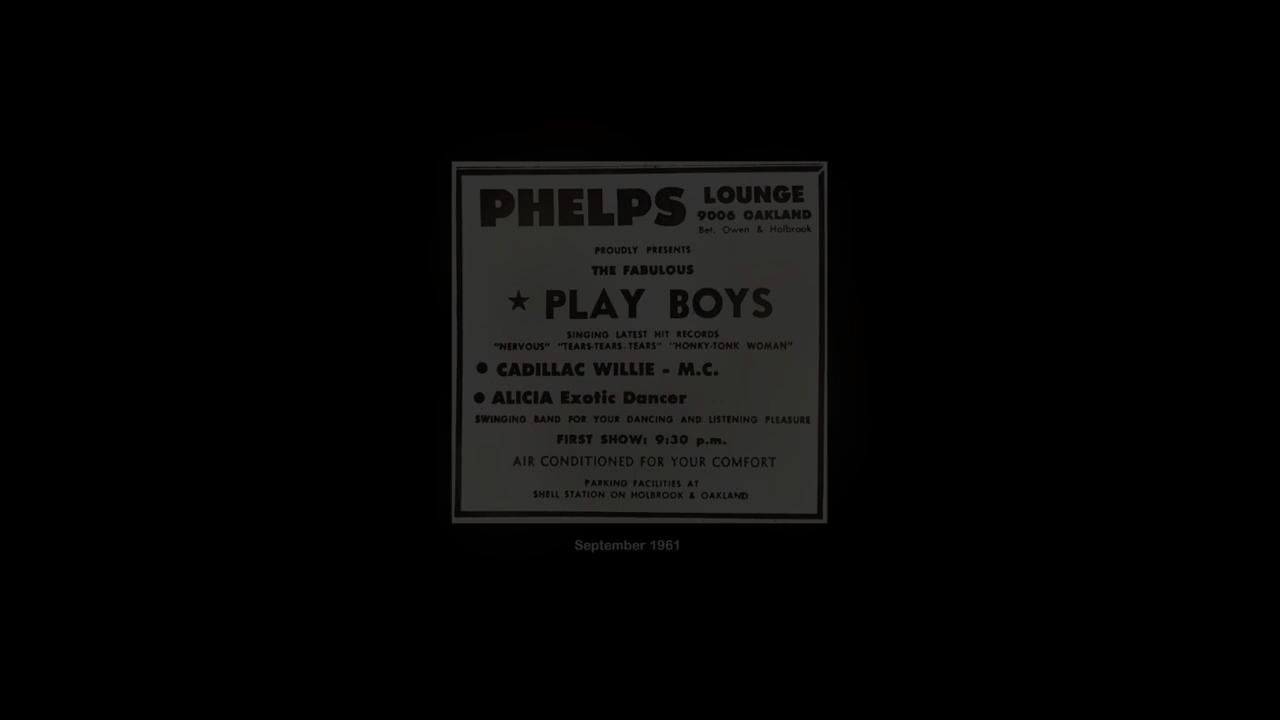 PHELPS LOUNGE
9006 OAKLAND
Bet. Owen & Holbrook
PROUDLY PRESENTS
THE FABULOUS
★ PLAY BOYS
SINGING LATEST HIT RECORDS
"NERVOUS" "TEARS-TEARS-TEARS" "HONKY-TONK WOMAN"
● CADILLAC WILLIE - M.C.
● ALICIA Exotic Dancer
SWINGING BAND FOR YOUR DANCING AND LISTENING PLEASURE
FIRST SHOW: 9:30 p.m.
AIR CONDITIONED FOR YOUR COMFORT
PARKING FACILITIES AT
SHELL STATION ON HOLBROOK & OAKLAND
September 1961